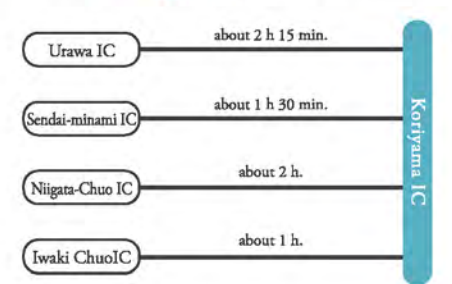 about 2 h 15 min.
Urawa IC
about 1 h 30 min.
Sendai-minami IC
about 2 h.
Niigata-Chuo IC
about 1 h.
Iwaki ChuoIC
Koriyama IC